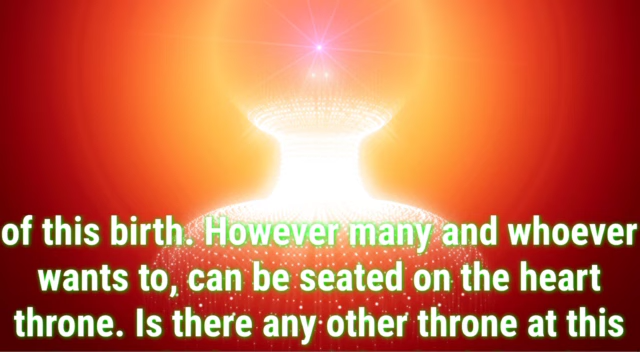 of this birth. However many and whoever
wants to, can be seated on the heart
throne. Is there any other throne at this